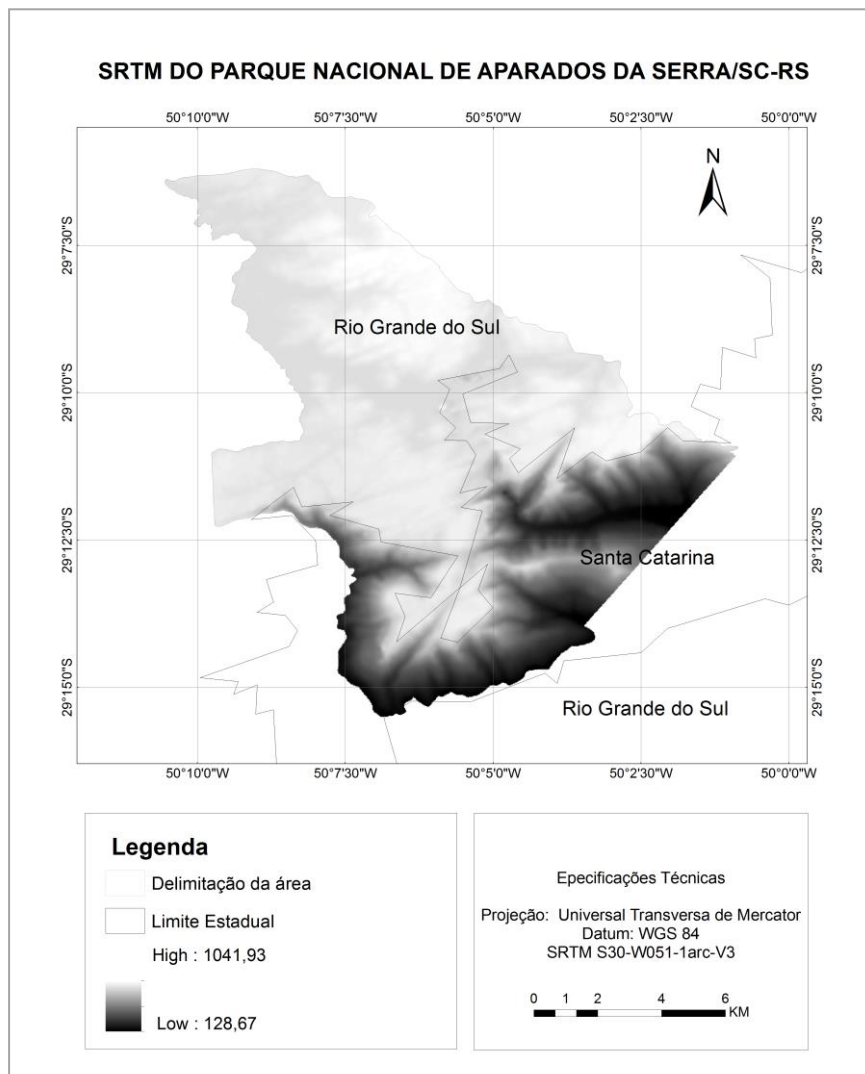 SRTM DO PARQUE NACIONAL DE APARADOS DA SERRA/SC-RS
50°10'0"W 50°7'30"W 50°5'0"W 50°2'30"W 50°0'0"W
N
29°7'30"S 29°7'30"S
Rio Grande do Sul
29°10'0"S 29°10'0"S
29°12'30"S 29°12'30"S
Santa Catarina
29°15'0"S 29°15'0"S
Rio Grande do Sul
50°10'0"W 50°7'30"W 50°5'0"W 50°2'30"W 50°0'0"W
Legenda
Delimitação da área
Limite Estadual
High : 1041,93
Low : 128,67
Epecificações Técnicas
Projeção: Universal Transversa de Mercator
Datum: WGS 84
SRTM S30-W051-1arc-V3
0 1 2 4 6
KM